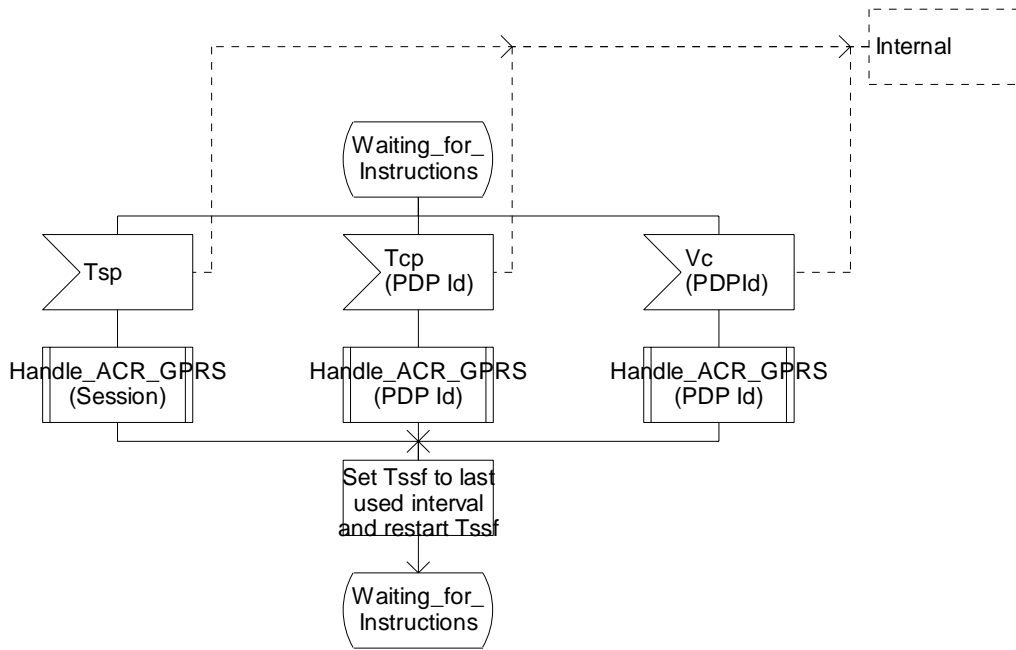 Internal
Waiting_for_
Instructions
Tsp
Tcp
(PDP Id)
Vc
(PDPId)
Handle_ACR_GPRS
(Session)
Handle_ACR_GPRS
(PDP Id)
Handle_ACR_GPRS
(PDP Id)
Set Tssf to last
used interval
and restart Tssf
Waiting_for_
Instructions